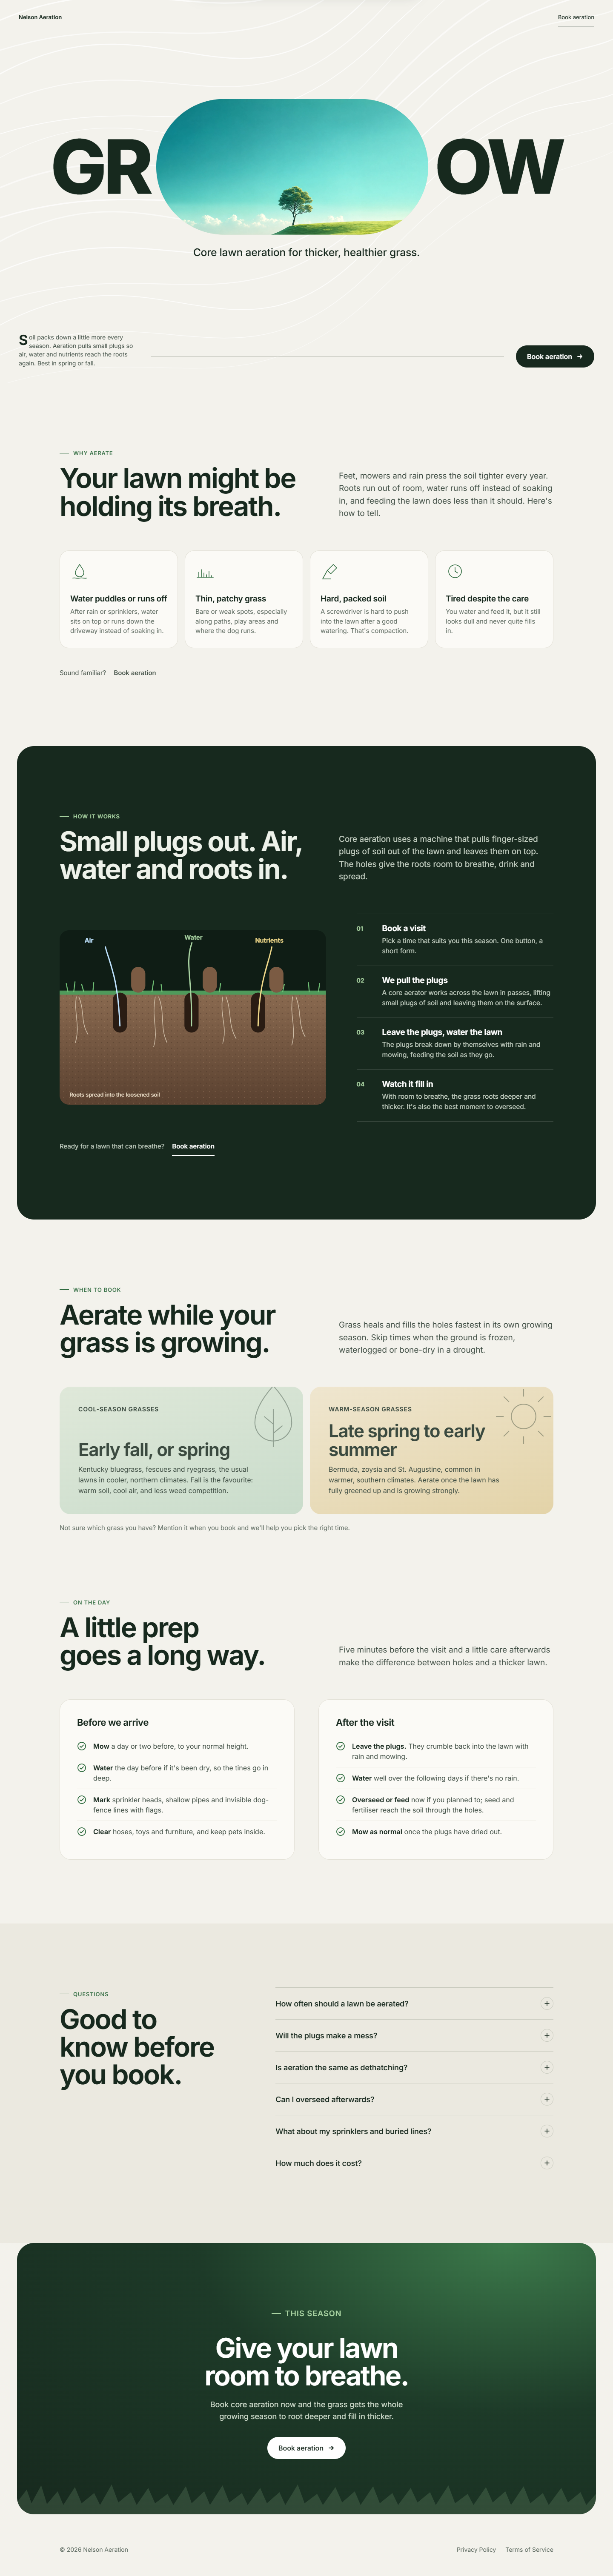 Nelson Aeration
Book aeration
GR OW
Core lawn aeration for thicker, healthier grass.
Soil packs down a little more every
season. Aeration pulls small plugs so
air, water and nutrients reach the roots
again. Best in spring or fall.
Book aeration →
WHY AERATE
Your lawn might be
holding its breath.
Feet, mowers and rain press the soil tighter every year.
Roots run out of room, water runs off instead of soaking
in, and feeding the lawn does less than it should. Here's
how to tell.
Water puddles or runs off
After rain or sprinklers, water
sits on top or runs down the
driveway instead of soaking in.
Thin, patchy grass
Bare or weak spots, especially
along paths, play areas and
where the dog runs.
Hard, packed soil
A screwdriver is hard to push
into the lawn after a good
watering. That's compaction.
Tired despite the care
You water and feed it, but it still
looks dull and never quite fills
in.
Sound familiar? Book aeration
HOW IT WORKS
Small plugs out. Air,
water and roots in.
Core aeration uses a machine that pulls finger-sized
plugs of soil out of the lawn and leaves them on top.
The holes give the roots room to breathe, drink and
spread.
Air
Water
Nutrients
Roots spread into the loosened soil
01
Book a visit
Pick a time that suits you this season. One button, a
short form.
02
We pull the plugs
A core aerator works across the lawn in passes, lifting
small plugs of soil and leaving them on the surface.
03
Leave the plugs, water the lawn
The plugs break down by themselves with rain and
mowing, feeding the soil as they go.
04
Watch it fill in
With room to breathe, the grass roots deeper and
thicker. It's also the best moment to overseed.
Ready for a lawn that can breathe? Book aeration
WHEN TO BOOK
Aerate while your
grass is growing.
Grass heals and fills the holes fastest in its own growing
season. Skip times when the ground is frozen,
waterlogged or bone-dry in a drought.
COOL-SEASON GRASSES
Early fall, or spring
Kentucky bluegrass, fescues and ryegrass, the usual
lawns in cooler, northern climates. Fall is the favourite:
warm soil, cool air, and less weed competition.
WARM-SEASON GRASSES
Late spring to early
summer
Bermuda, zoysia and St. Augustine, common in
warmer, southern climates. Aerate once the lawn has
fully greened up and is growing strongly.
Not sure which grass you have? Mention it when you book and we'll help you pick the right time.
ON THE DAY
A little prep
goes a long way.
Five minutes before the visit and a little care afterwards
make the difference between holes and a thicker lawn.
Before we arrive
Mow a day or two before, to your normal height.
Water the day before if it's been dry, so the tines go in
deep.
Mark sprinkler heads, shallow pipes and invisible dog-
fence lines with flags.
Clear hoses, toys and furniture, and keep pets inside.
After the visit
Leave the plugs. They crumble back into the lawn with
rain and mowing.
Water well over the following days if there's no rain.
Overseed or feed now if you planned to; seed and
fertiliser reach the soil through the holes.
Mow as normal once the plugs have dried out.
QUESTIONS
Good to
know before
you book.
How often should a lawn be aerated?
Will the plugs make a mess?
Is aeration the same as dethatching?
Can I overseed afterwards?
What about my sprinklers and buried lines?
How much does it cost?
THIS SEASON
Give your lawn
room to breathe.
Book core aeration now and the grass gets the whole
growing season to root deeper and fill in thicker.
Book aeration →
© 2026 Nelson Aeration
Privacy Policy Terms of Service